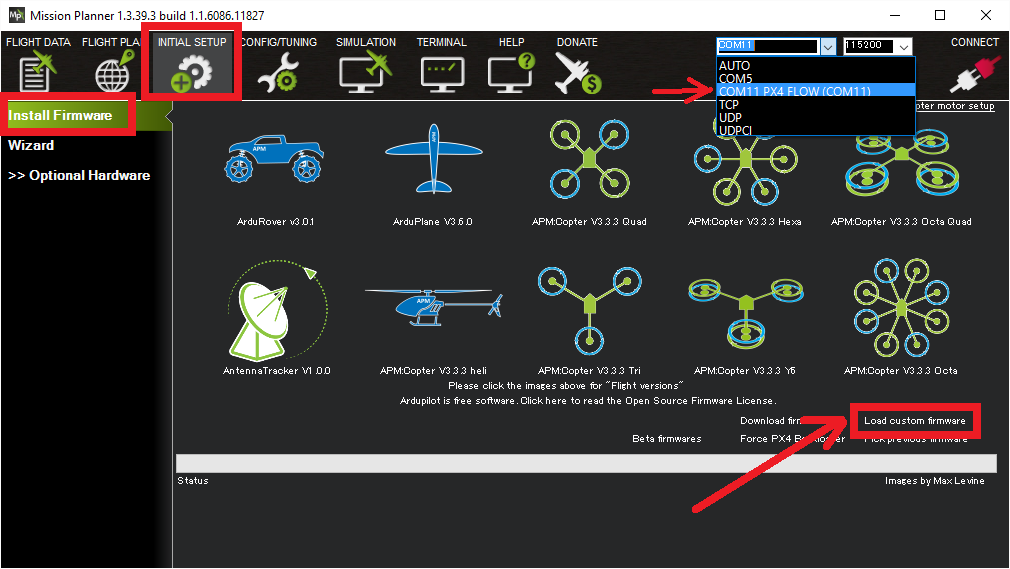 Mp
Mission Planner 1.3.39.3 build 1.1.6086.11827
FLIGHT DATA FLIGHT PLA INITIAL SETUP CONFIG/TUNING SIMULATION TERMINAL HELP DONATE COM11 115200 CONNECT
AUTO
COM5
COM11 PX4 FLOW (COM11)
TCP
UDP
UDPCl
Install Firmware
Wizard
>> Optional Hardware
opter motor setup
APM
ArduRover v3.0.1 ArduPlane V3.6.0 APM:Copter V3.3.3 Quad APM:Copter V3.3.3 Hexa APM:Copter V3.3.3 Octa Quad
APM
AntennaTracker V1.0.0 APM:Copter V3.3.3 heli APM:Copter V3.3.3 Tri APM:Copter V3.3.3 Y6 APM:Copter V3.3.3 Octa
Please click the images above for "Flight versions"
Ardupilot is free software. Click here to read the Open Source Firmware License.
Download firm Load custom firmware
Beta firmwares Force PX4 Bootloader Pick previous firmware
Status Images by Max Levine